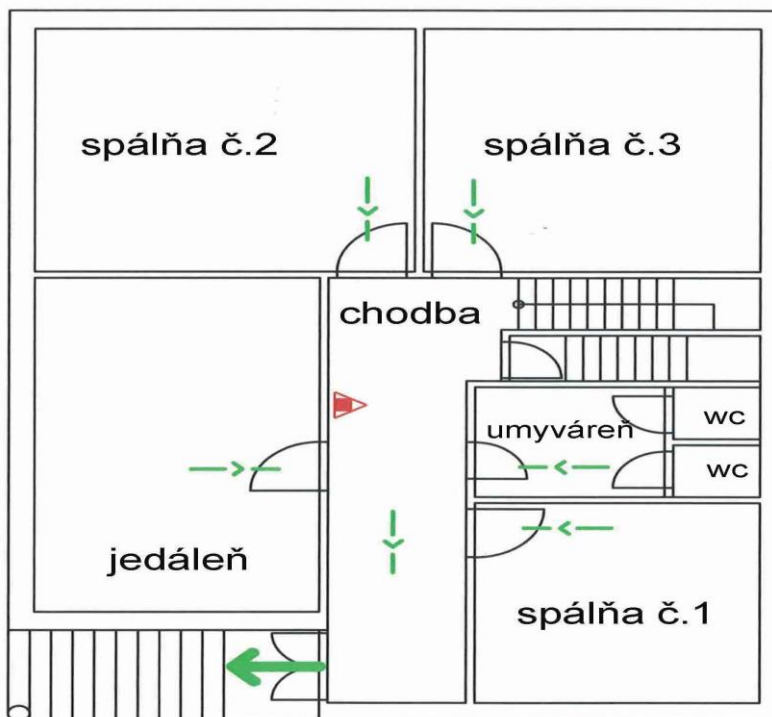 spálňa č.2
spálňa č.3
chodba
umyváreň
wc
wc
jedáleň
spálňa č.1